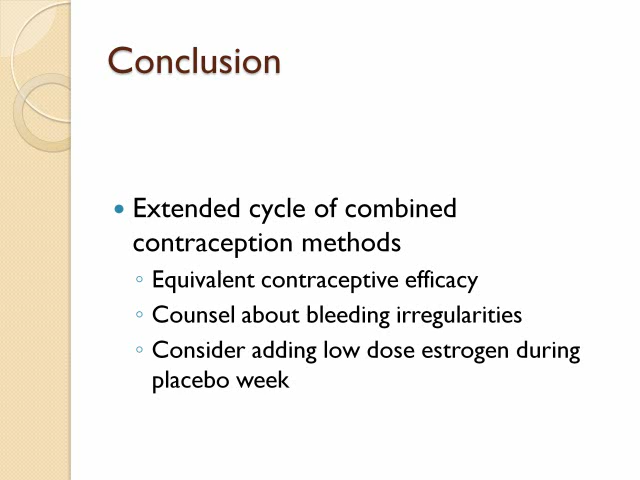 Conclusion
• Extended cycle of combined
contraception methods
◦ Equivalent contraceptive efficacy
◦ Counsel about bleeding irregularities
◦ Consider adding low dose estrogen during
placebo week